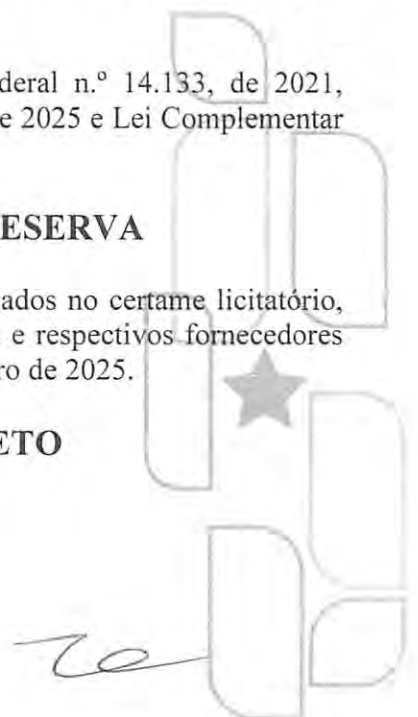 deral n.º 14.133, de 2021,
e 2025 e Lei Complementar
ESERVA
ados no certame licitatório,
e respectivos fornecedores
ro de 2025.
ETO